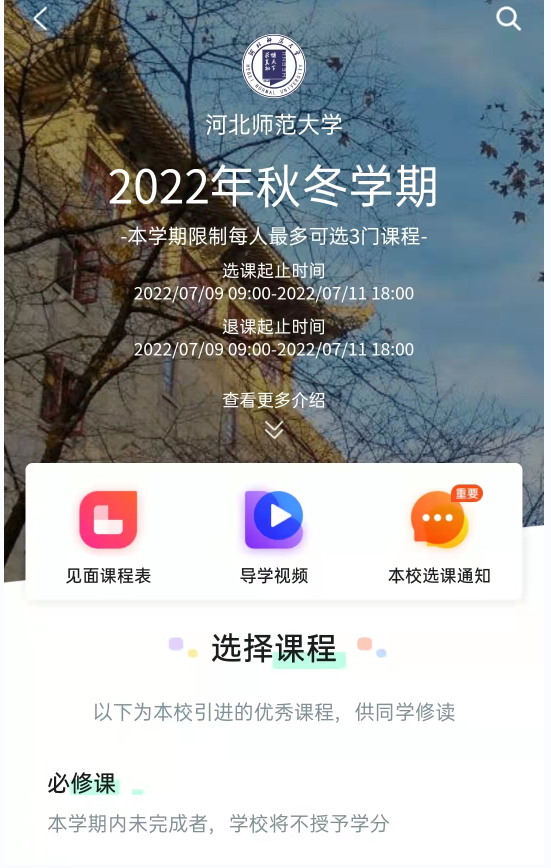 河北师范大学
2022年秋冬学期
-本学期限制每人最多可选3门课程-
选课起止时间
2022/07/09 09:00-2022/07/11 18:00
退课起止时间
2022/07/09 09:00-2022/07/11 18:00
查看更多介绍
重要
见面课程表
导学视频
本校选课通知
选择课程
以下为本校引进的优秀课程，供同学修读
必修课
本学期内未完成者，学校将不授予学分